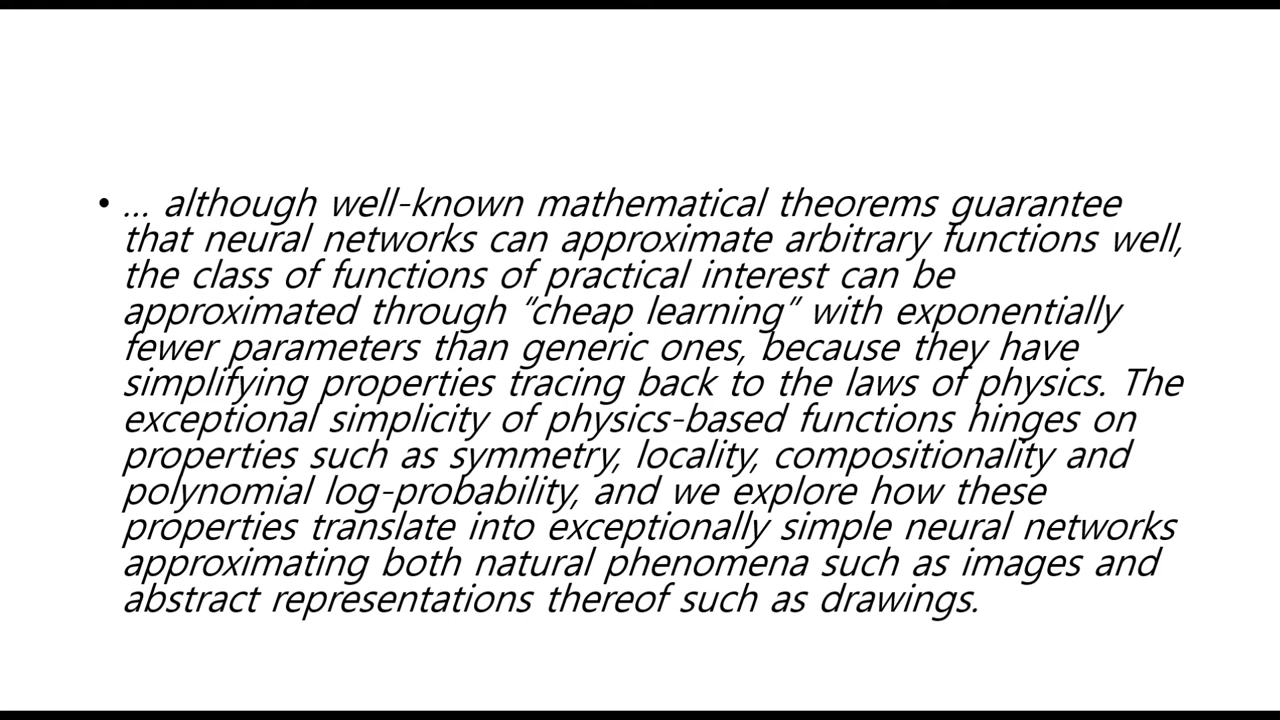 • ... although well-known mathematical theorems guarantee
that neural networks can approximate arbitrary functions well,
the class of functions of practical interest can be
approximated through “cheap learning” with exponentially
fewer parameters than generic ones, because they have
simplifying properties tracing back to the laws of physics. The
exceptional simplicity of physics-based functions hinges on
properties such as symmetry, locality, compositionality and
polynomial log-probability, and we explore how these
properties translate into exceptionally simple neural networks
approximating both natural phenomena such as images and
abstract representations thereof such as drawings.